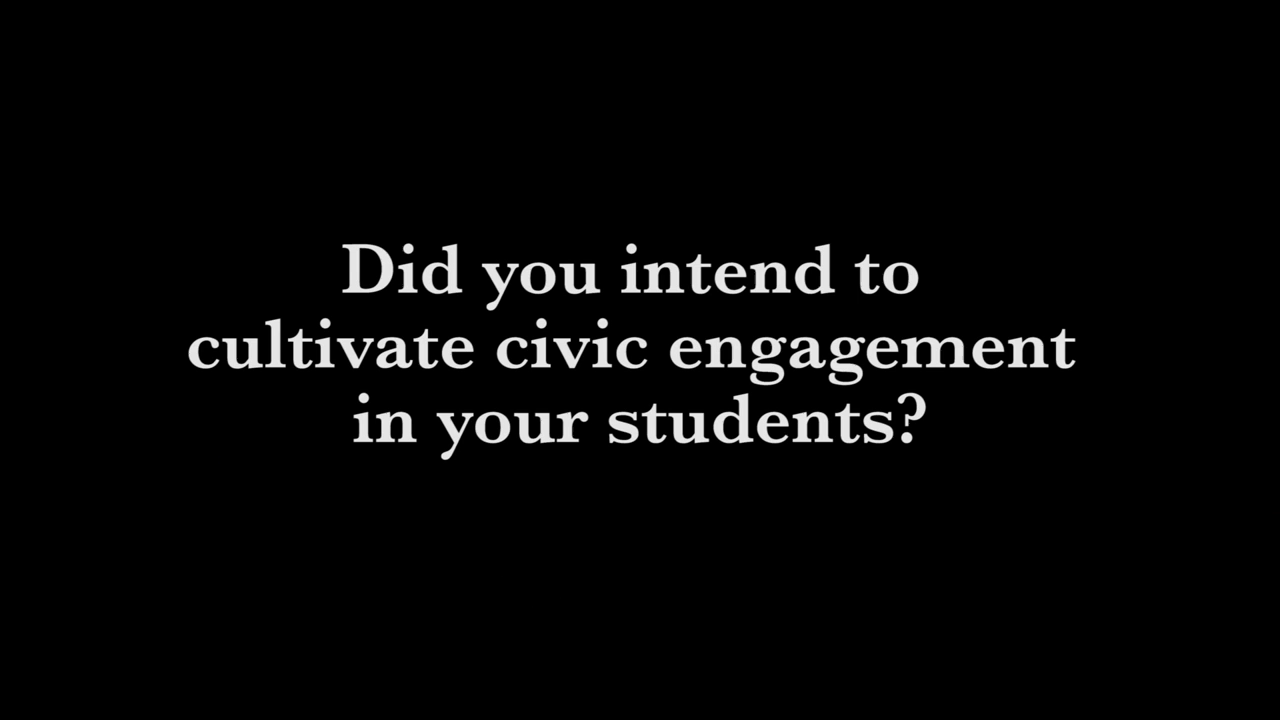 Did you intend to
cultivate civic engagement
in your students?